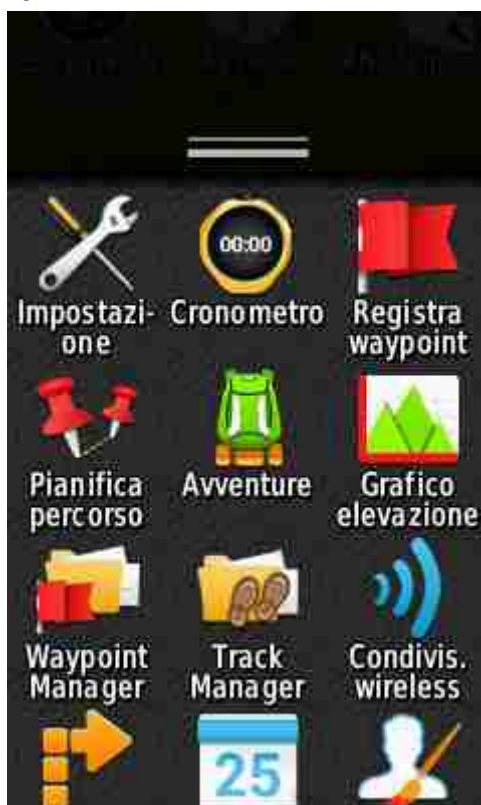 00:00
Impostazi- Cronometro Registra
one waypoint
Pianifica Avventure Grafico
percorso elevazione
Waypoint Track Condivis.
Manager Manager wireless
25